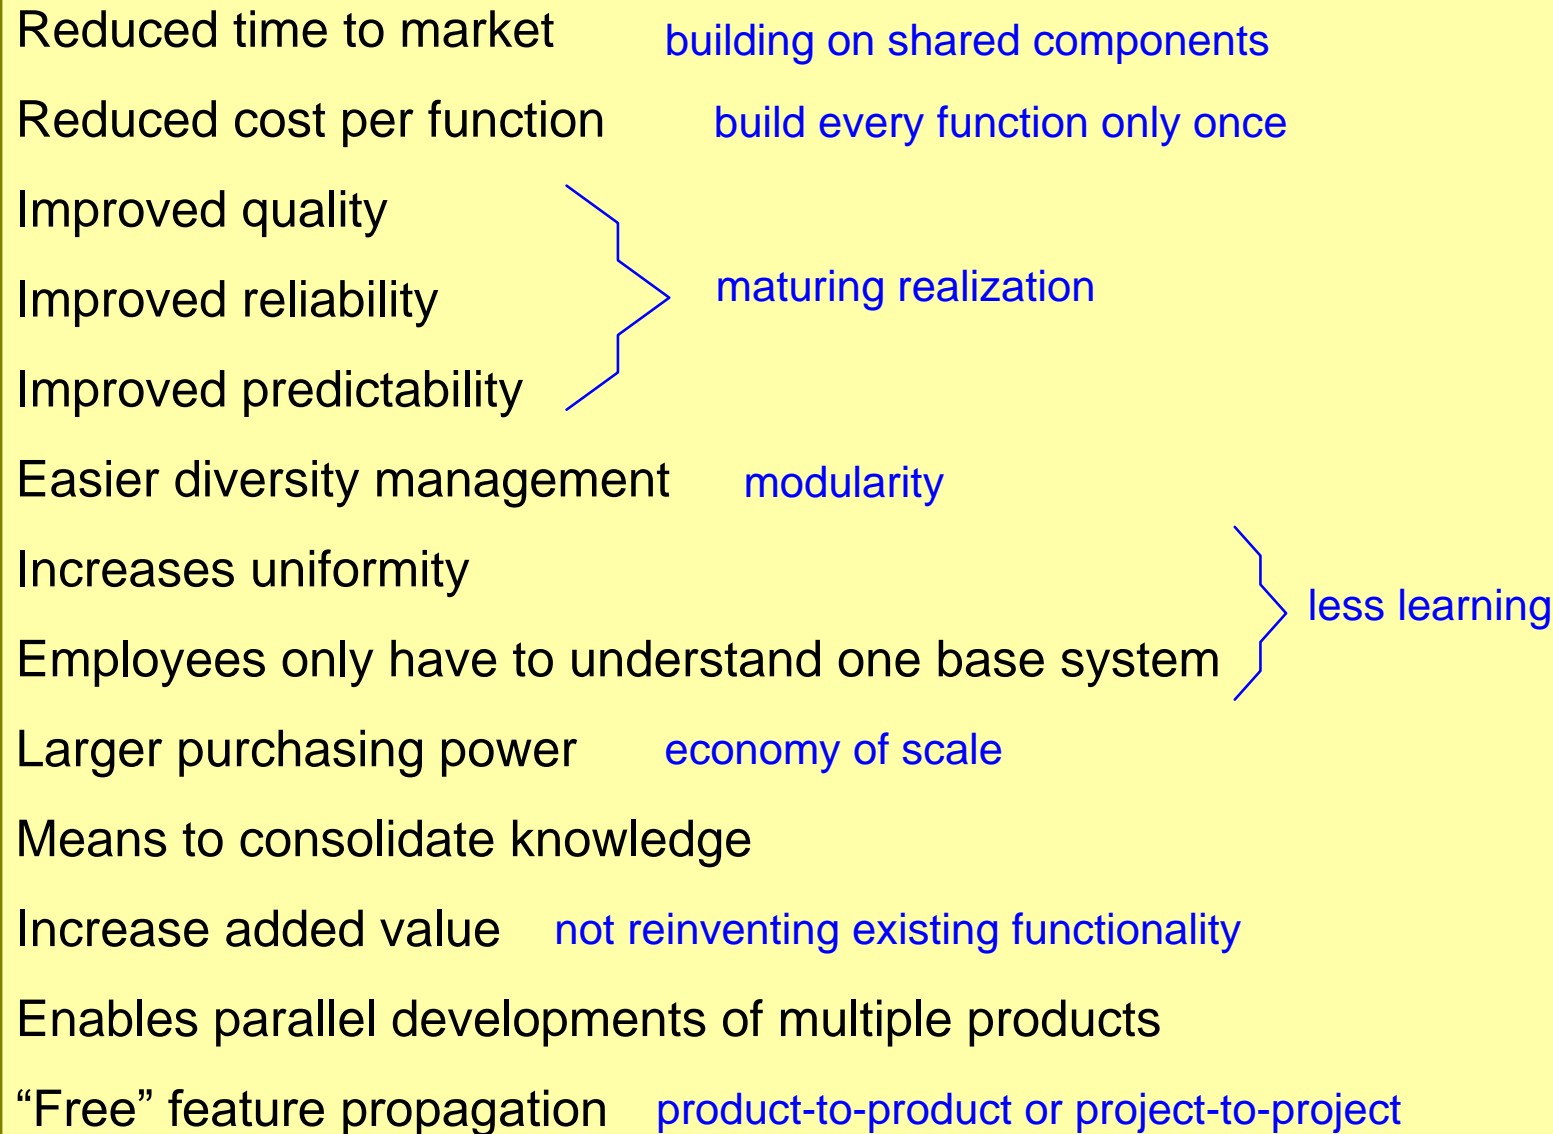 Reduced time to market building on shared components
Reduced cost per function build every function only once
Improved quality
Improved reliability maturing realization
Improved predictability
Easier diversity management modularity
Increases uniformity
less learning
Employees only have to understand one base system
Larger purchasing power economy of scale
Means to consolidate knowledge
Increase added value not reinventing existing functionality
Enables parallel developments of multiple products
“Free” feature propagation product-to-product or project-to-project